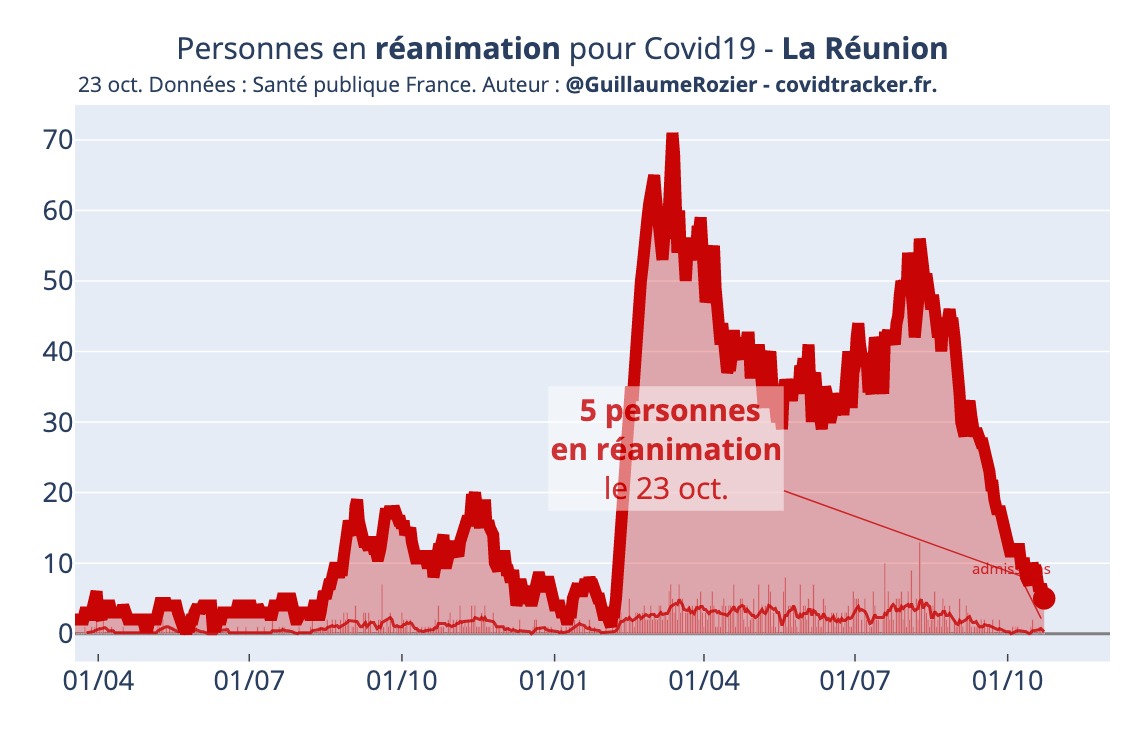 Personnes en réanimation pour Covid19 - La Réunion
23 oct. Données : Santé publique France. Auteur : @GuillaumeRozier - covidtracker.fr.
70
60
50
40
30
20
10
0
5 personnes
en réanimation
le 23 oct.
admissions
01/04
01/07
01/10
01/01
01/04
01/07
01/10